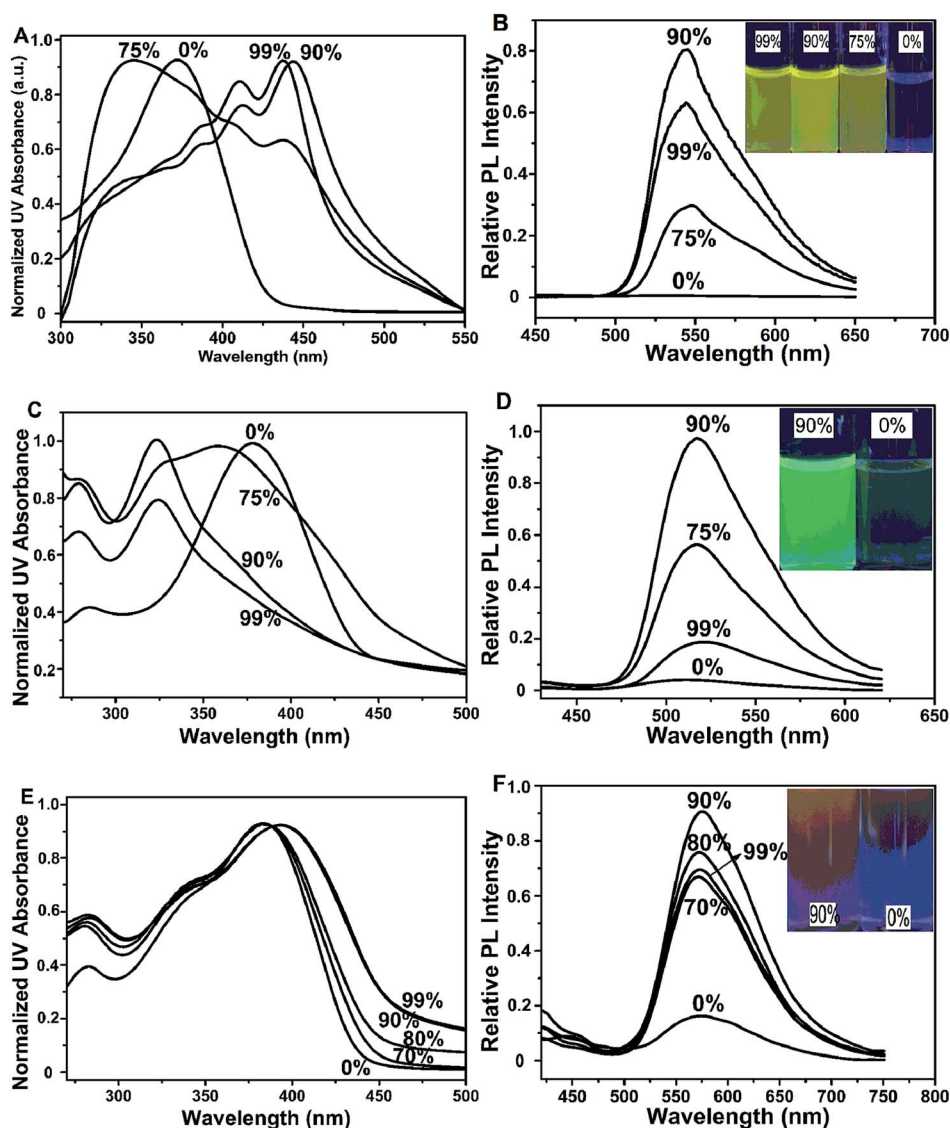 A
Normalized UV Absorbance (a.u.)
1.0
0.8
0.6
0.4
0.2
0
75% 0% 99% 90%
300 350 400 450 500 550
Wavelength (nm)
B
Relative PL Intensity
0.8
0.6
0.4
0.2
0
90%
99%
75%
0%
99% 90% 75% 0%
450 500 550 600 650 700
Wavelength (nm)
C
Normalized UV Absorbance
1.0
0.8
0.6
0.4
0.2
0%
75%
90%
99%
300 350 400 450 500
Wavelength (nm)
D
Relative PL Intensity
1.0
0.8
0.6
0.4
0.2
0
90%
75%
99%
0%
90% 0%
450 500 550 600 650
Wavelength (nm)
E
Normalized UV Absorbance
1.0
0.8
0.6
0.4
0.2
0
99%
90%
80%
70%
0%
300 350 400 450 500
Wavelength (nm)
F
Relative PL Intensity
1.0
0.8
0.6
0.4
0.2
0
90%
80%
99%
70%
0%
90% 0%
450 500 550 600 650 700 750 800
Wavelength (nm)